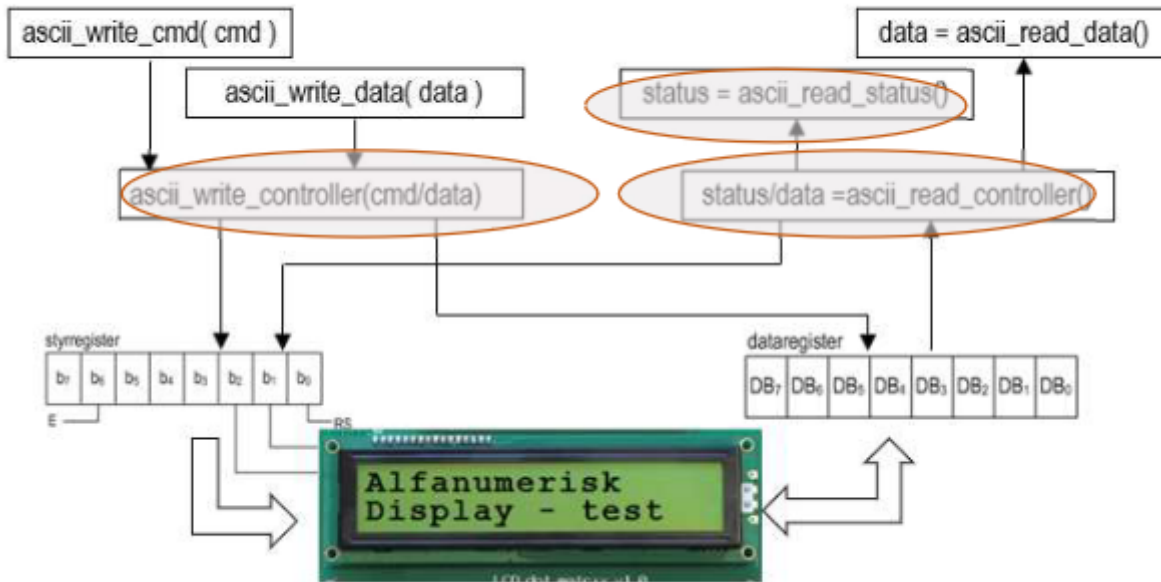 ascii_write_cmd( cmd )
data = ascii_read_data()
ascii_write_data( data )
status = ascii_read_status()
ascii_write_controller(cmd/data)
status/data =ascii_read_controller()
styrregister
b7 b6 b5 b4 b3 b2 b1 b0
E
RS
dataregister
DB7 DB6 DB5 DB4 DB3 DB2 DB1 DB0
Alfanumerisk
Display - test